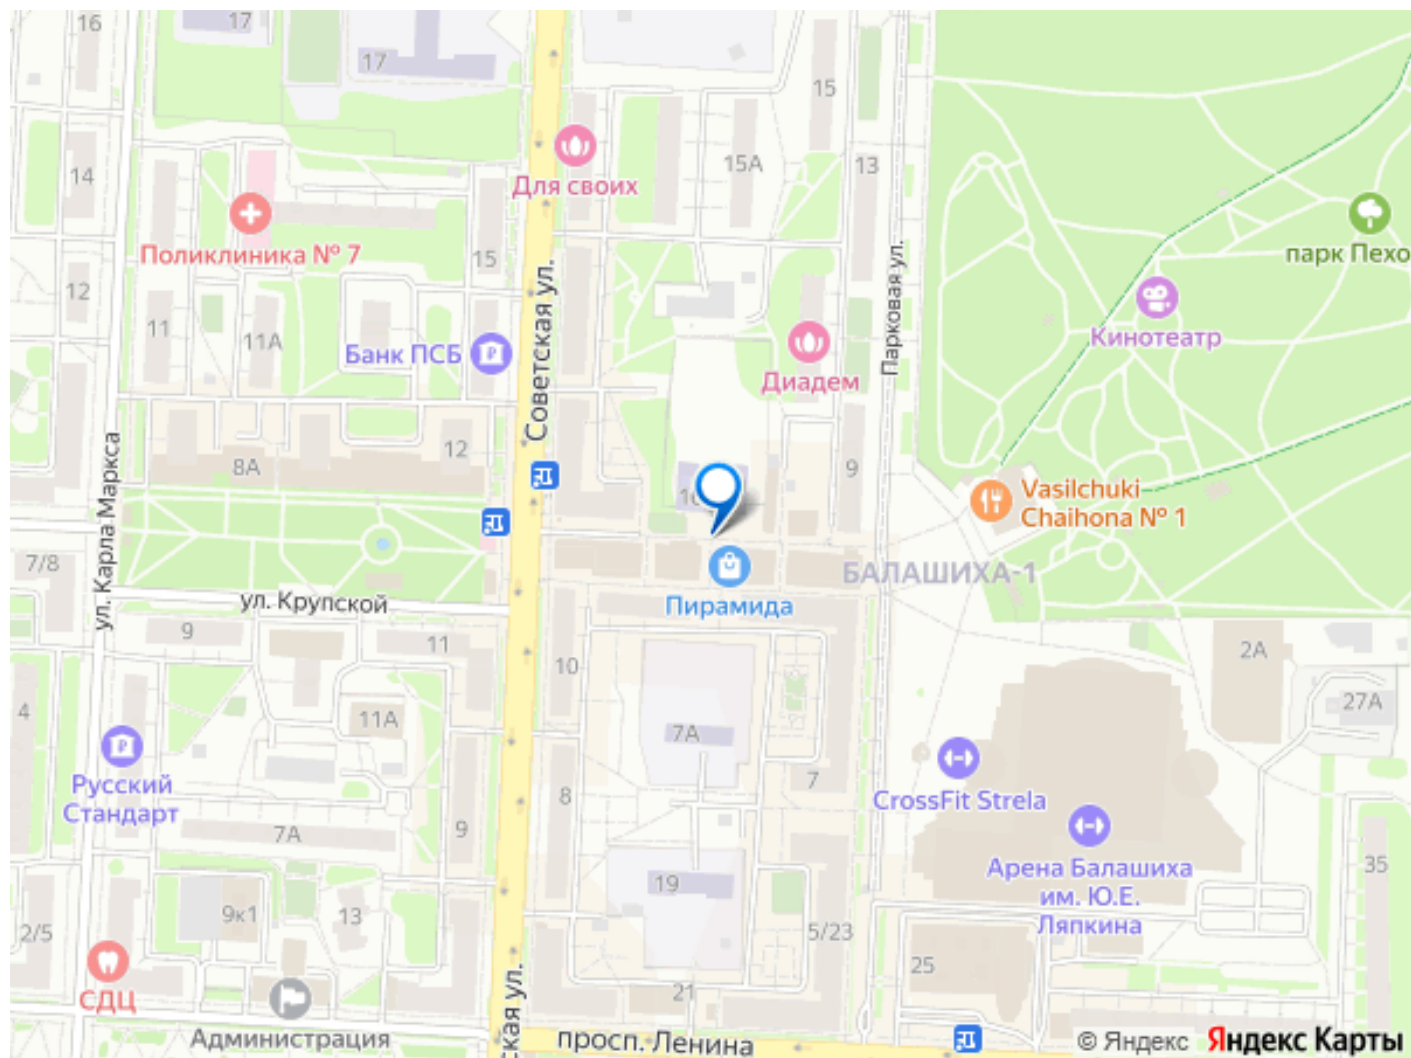 16
17
17
15
14
15А
13
Для своих
Поликлиника № 7
15
парк Пехо
12
11
11А
Советская ул.
Парковая ул.
Банк ПСБ
Кинотеатр
Диадем
12
8А
9
ул. Карла Маркса
Vasilchuki
Chaihona № 1
7/8
БАЛАШИХА-1
ул. Крупской
Пирамида
9
11
10
2А
4
11А
7А
27А
Русский
Стандарт
7А
9
8
7
CrossFit Strela
Арена Балашиха
им. Ю.Е.
Ляпкина
35
19
2/5
9к1
13
5/23
25
СДЦ
21
Администрация
ская ул.
просп. Ленина
© Яндекс Яндекс Карты